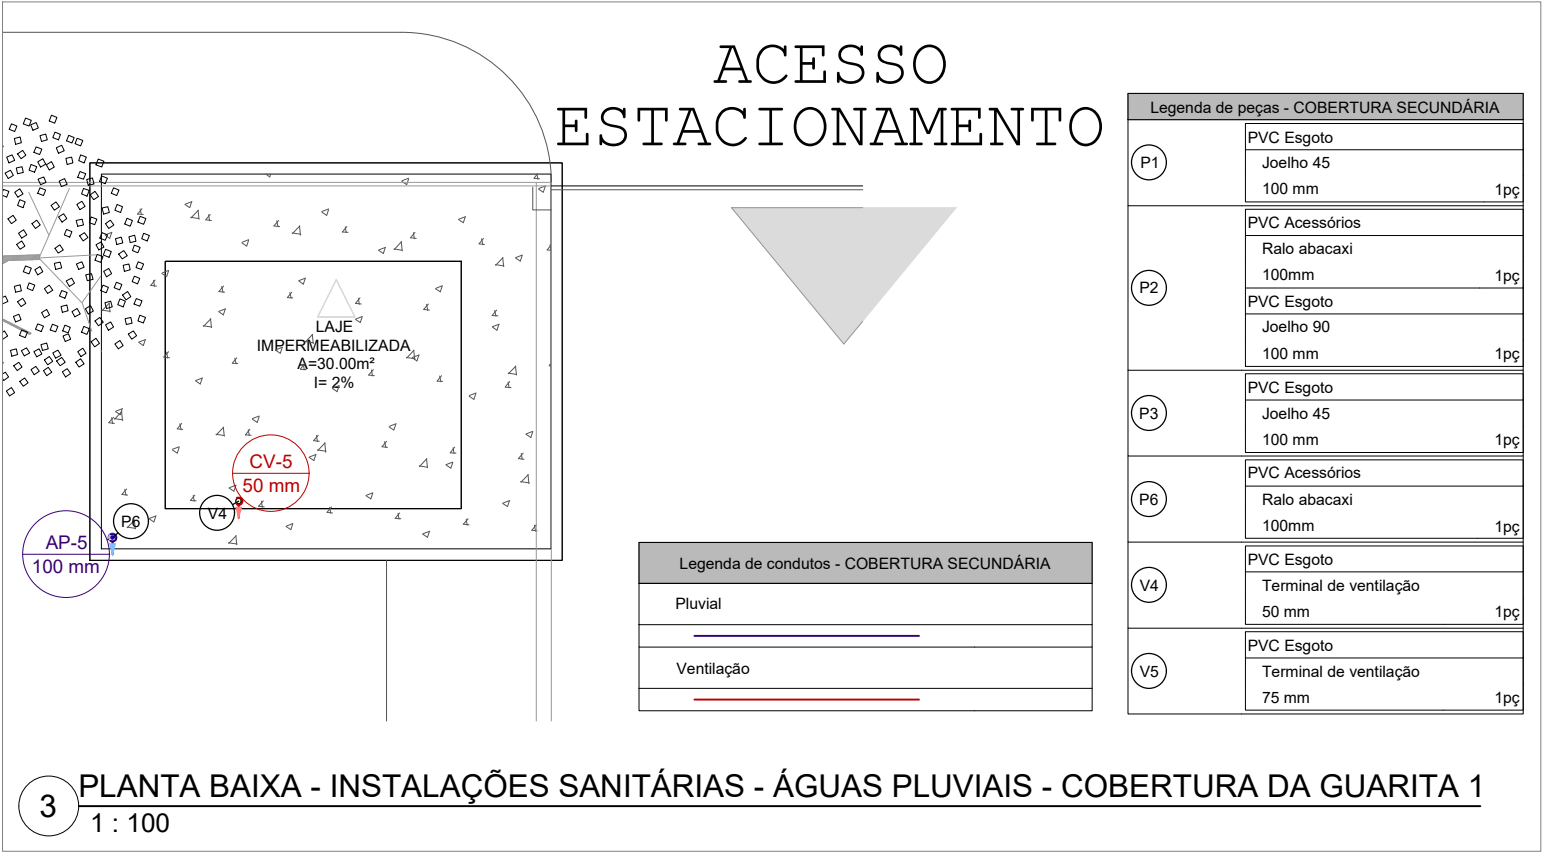 ACESSO
ESTACIONAMENTO
LAJE
IMPERMEABILIZADA
A=30.00m²
I= 2%
CV-5
50 mm
V4
P6
AP-5
100 mm
Legenda de condutos - COBERTURA SECUNDÁRIA
Pluvial
Ventilação
Legenda de peças - COBERTURA SECUNDÁRIA
P1
PVC Esgoto
Joelho 45
100 mm 1pç
P2
PVC Acessórios
Ralo abacaxi
100mm 1pç
PVC Esgoto
Joelho 90
100 mm 1pç
P3
PVC Esgoto
Joelho 45
100 mm 1pç
P6
PVC Acessórios
Ralo abacaxi
100mm 1pç
V4
PVC Esgoto
Terminal de ventilação
50 mm 1pç
V5
PVC Esgoto
Terminal de ventilação
75 mm 1pç
3 PLANTA BAIXA - INSTALAÇÕES SANITÁRIAS - ÁGUAS PLUVIAIS - COBERTURA DA GUARITA 1
1 : 100